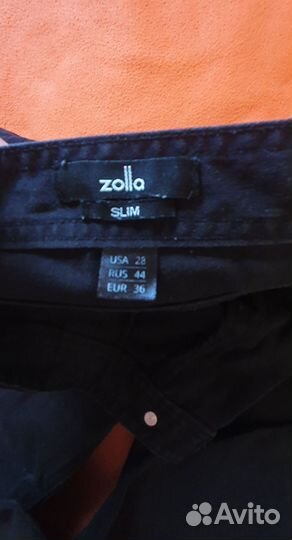 zolla
SLIM
USA 28
RUS 44
EUR 36
Avito